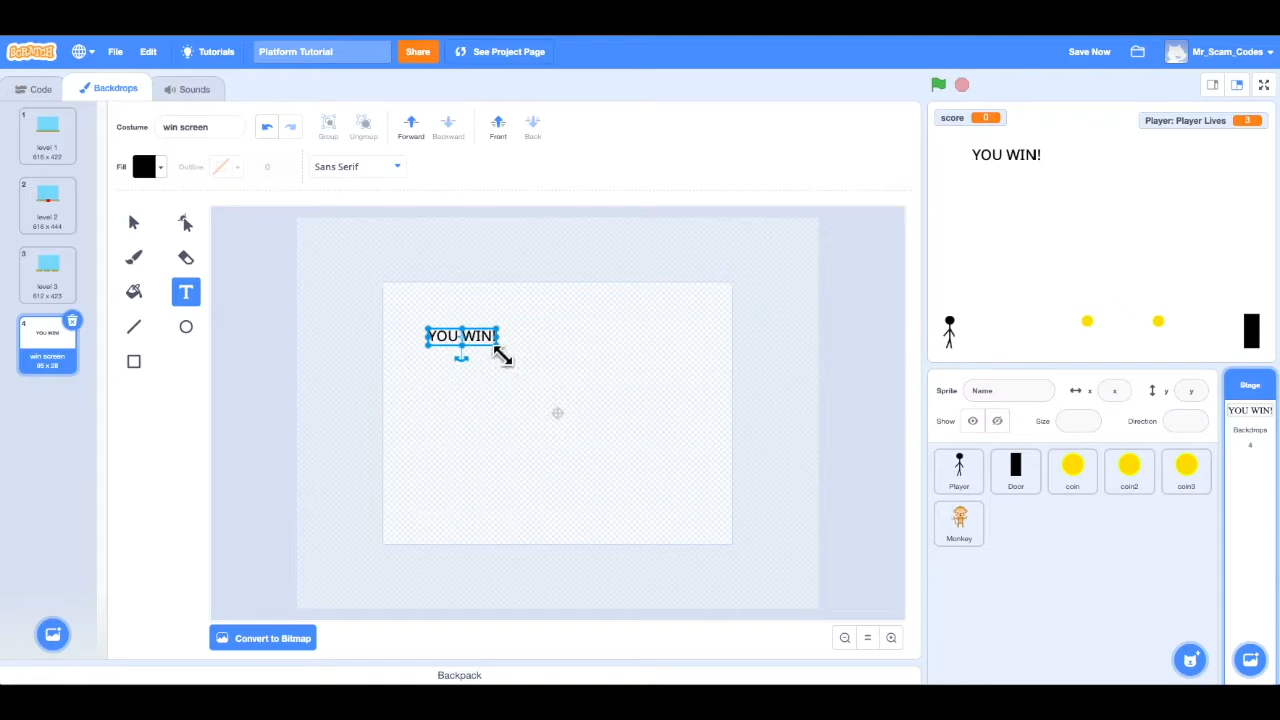 SCRATCH
File
Edit
Tutorials
Platform Tutorial
Share
See Project Page
Save Now
Mr_Scam_Codes
Code
Backdrops
Sounds
1
level 1
616 x 422
2
level 2
616 x 444
3
level 3
612 x 423
4
YOU WIN!
win screen
95 x 28
Costume
win screen
Group
Ungroup
Forward
Backward
Front
Back
Fill
Outline
0
Sans Serif
T
YOU WIN!
Convert to Bitmap
Backpack
score 0
Player: Player Lives 3
YOU WIN!
Sprite
Name
x
x
y
y
Show
Size
Direction
Player
Door
coin
coin2
coin3
Monkey
Stage
YOU WIN!
Backdrops
4